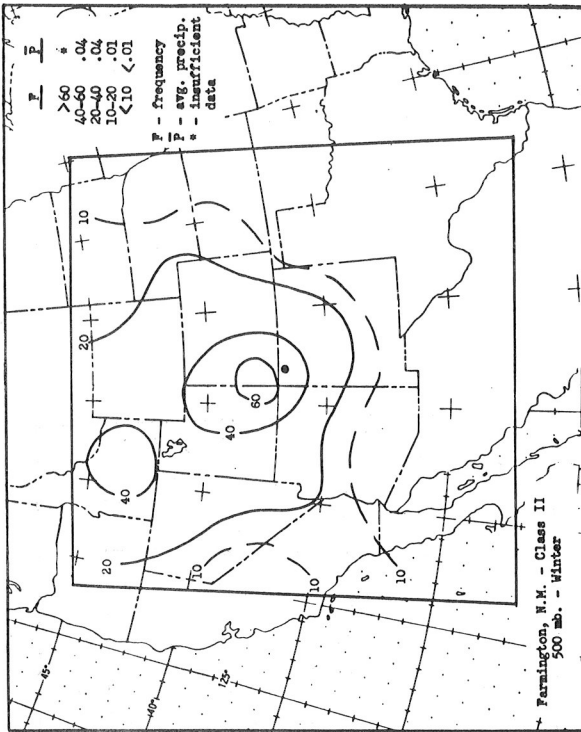 F P̅
>60 *
40-60 .04
20-40 .04
10-20 .01
<10 <.01
F - frequency
P̅ - avg. precip.
* - insufficient
data
10
20
40
60
40
20
10
10
10
45°
40°
125°
Farmington, N.M. - Class II
500 mb. - Winter